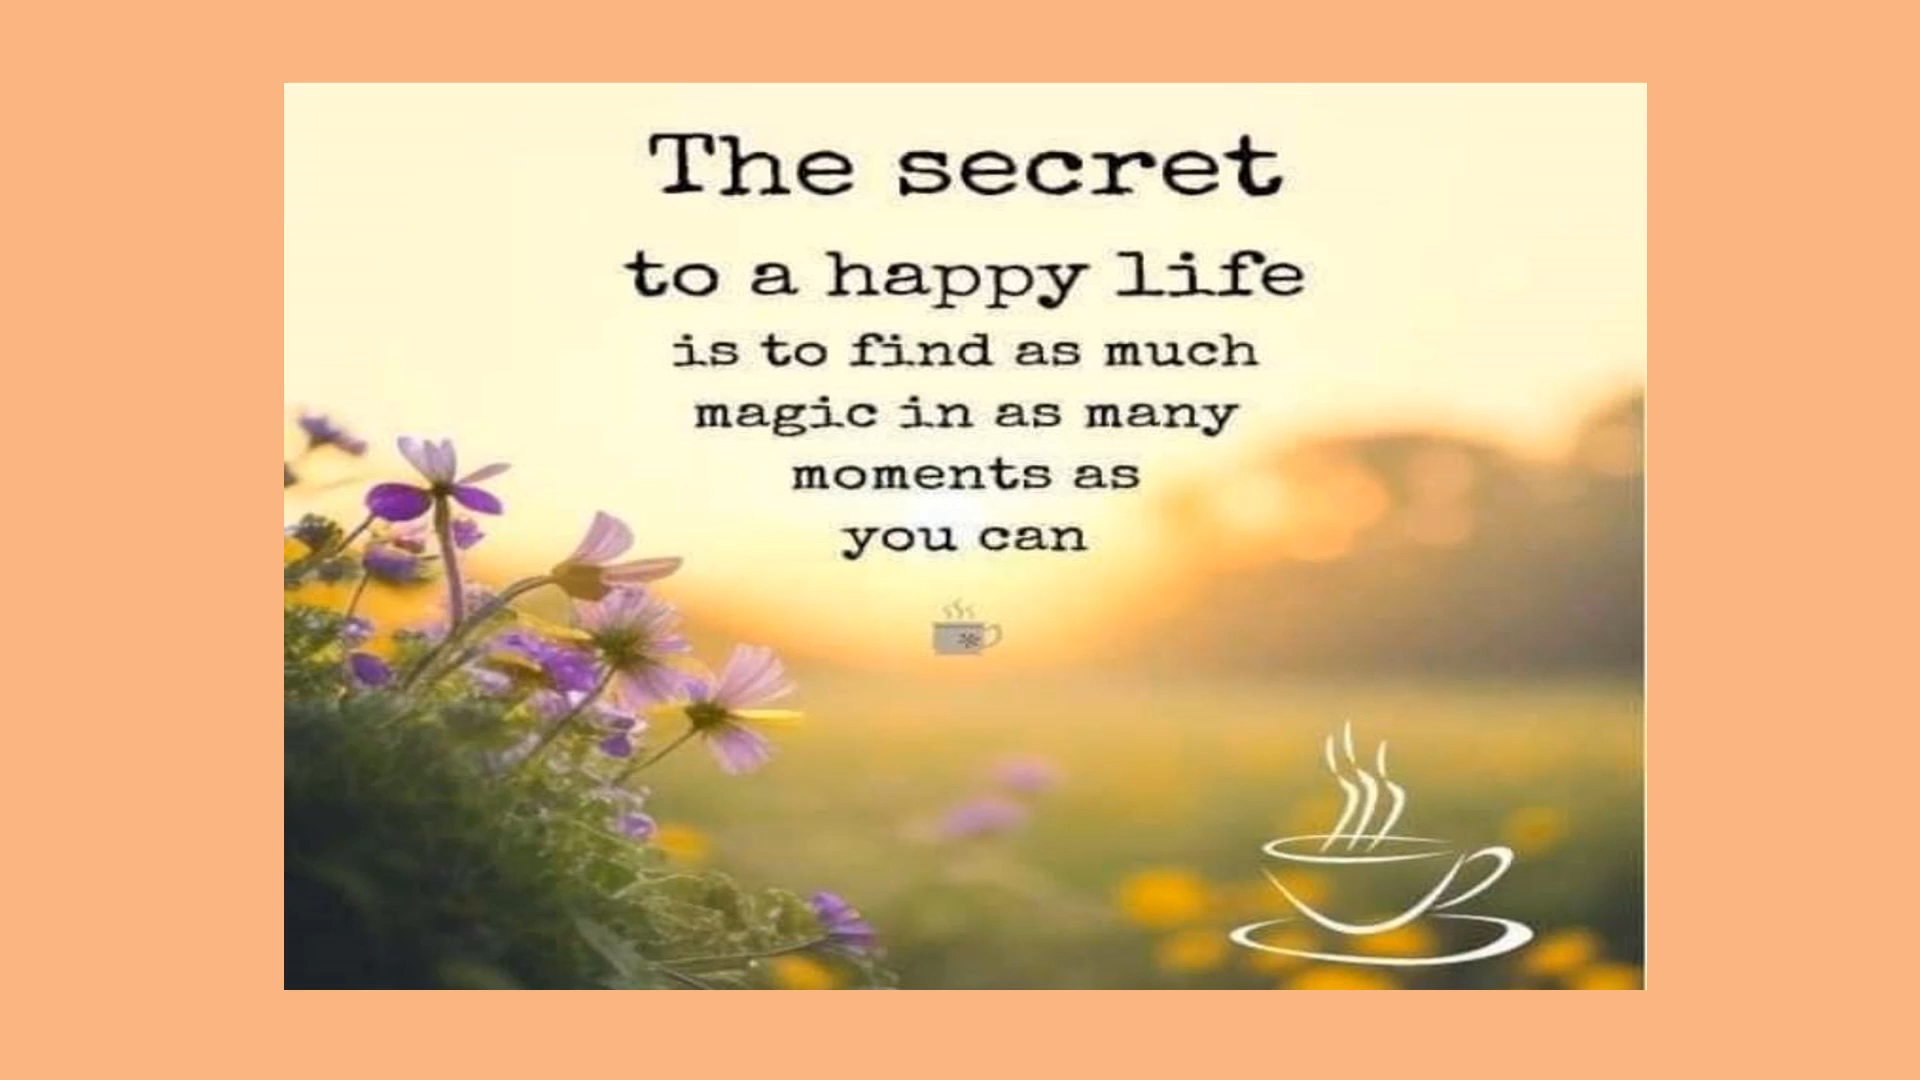 The secret
to a happy life
is to find as much
magic in as many
moments as
you can